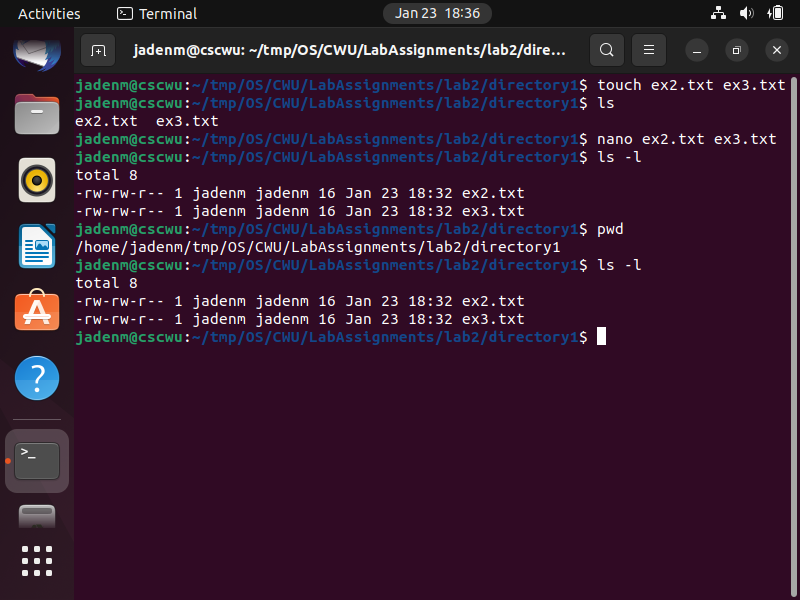 Activities Terminal Jan 23 18:36
jadenm@cscwu: ~/tmp/OS/CWU/LabAssignments/lab2/dire...
jadenm@cscwu:~/tmp/OS/CWU/LabAssignments/lab2/directory1$ touch ex2.txt ex3.txt
jadenm@cscwu:~/tmp/OS/CWU/LabAssignments/lab2/directory1$ ls
ex2.txt  ex3.txt
jadenm@cscwu:~/tmp/OS/CWU/LabAssignments/lab2/directory1$ nano ex2.txt ex3.txt
jadenm@cscwu:~/tmp/OS/CWU/LabAssignments/lab2/directory1$ ls -l
total 8
-rw-rw-r-- 1 jadenm jadenm 16 Jan 23 18:32 ex2.txt
-rw-rw-r-- 1 jadenm jadenm 16 Jan 23 18:32 ex3.txt
jadenm@cscwu:~/tmp/OS/CWU/LabAssignments/lab2/directory1$ pwd
/home/jadenm/tmp/OS/CWU/LabAssignments/lab2/directory1
jadenm@cscwu:~/tmp/OS/CWU/LabAssignments/lab2/directory1$ ls -l
total 8
-rw-rw-r-- 1 jadenm jadenm 16 Jan 23 18:32 ex2.txt
-rw-rw-r-- 1 jadenm jadenm 16 Jan 23 18:32 ex3.txt
jadenm@cscwu:~/tmp/OS/CWU/LabAssignments/lab2/directory1$